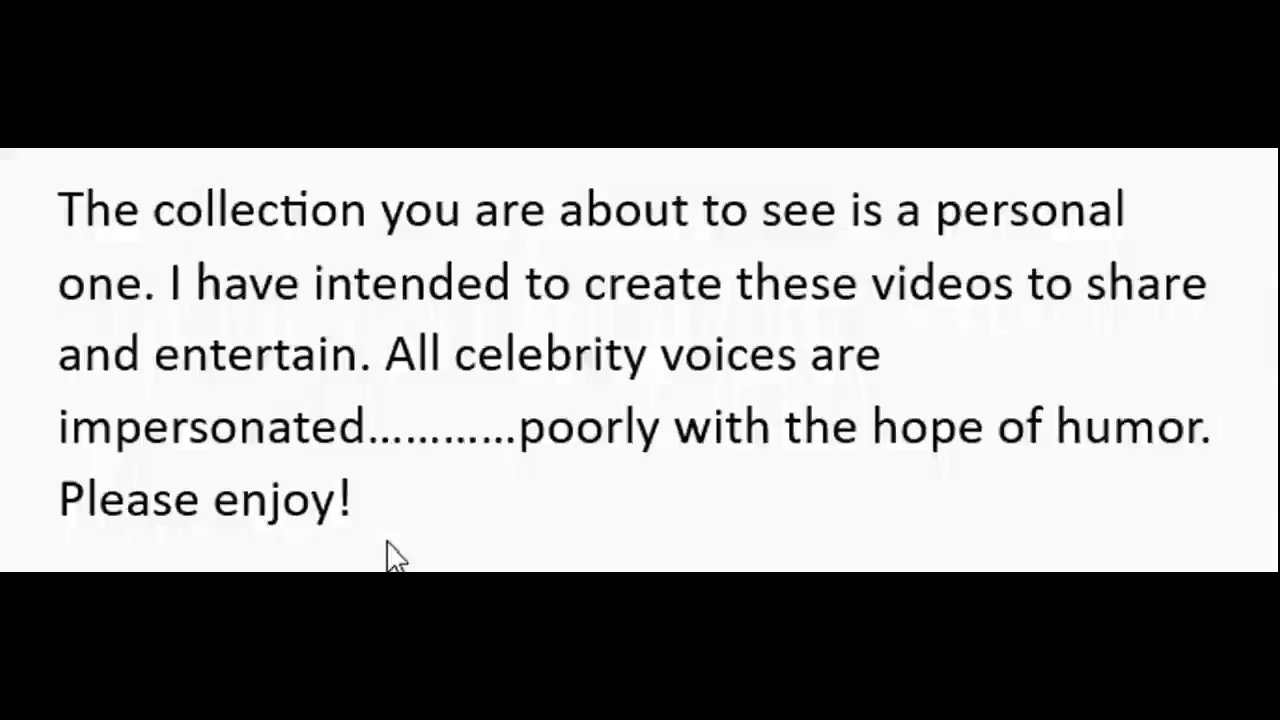 The collection you are about to see is a personal
one. I have intended to create these videos to share
and entertain. All celebrity voices are
impersonated............poorly with the hope of humor.
Please enjoy!